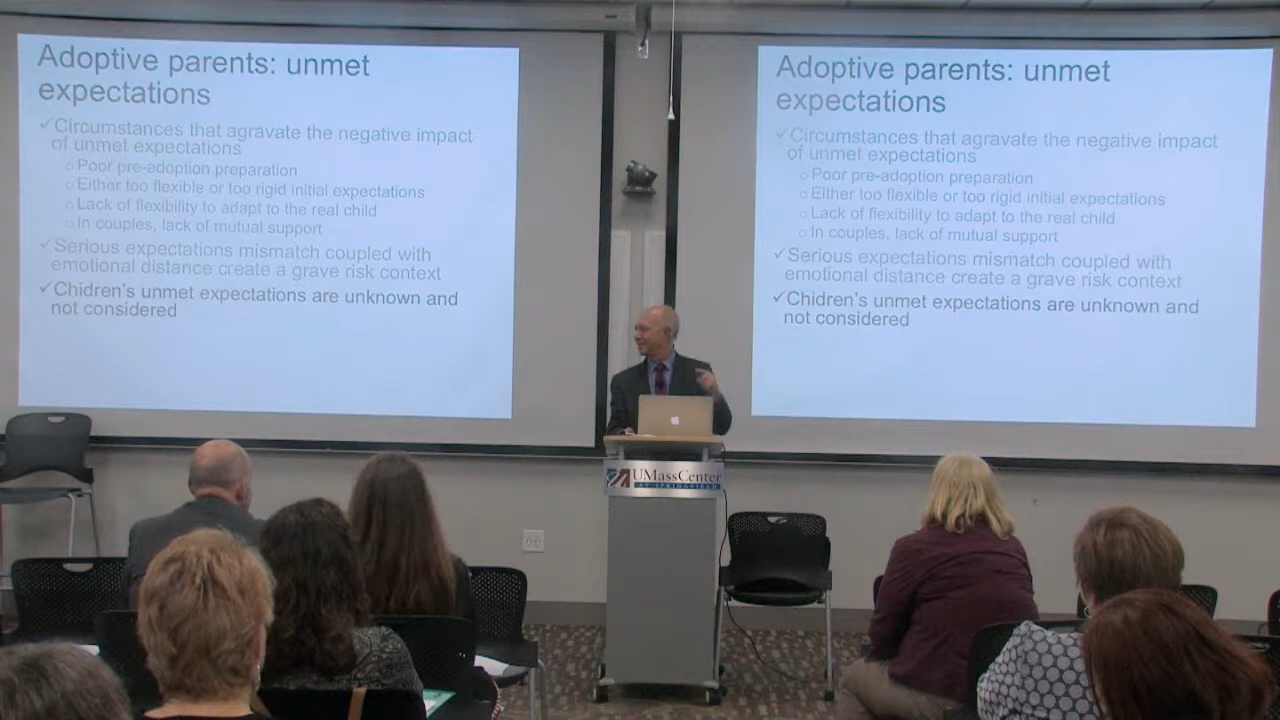 Adoptive parents: unmet
expectations
✓Circumstances that agravate the negative impact
of unmet expectations
○Poor pre-adoption preparation
○Either too flexible or too rigid initial expectations
○Lack of flexibility to adapt to the real child
○In couples, lack of mutual support
✓Serious expectations mismatch coupled with
emotional distance create a grave risk context
✓Chidren's unmet expectations are unknown and
not considered
Adoptive parents: unmet
expectations
✓Circumstances that agravate the negative impact
of unmet expectations
○Poor pre-adoption preparation
○Either too flexible or too rigid initial expectations
○Lack of flexibility to adapt to the real child
○In couples, lack of mutual support
✓Serious expectations mismatch coupled with
emotional distance create a grave risk context
✓Chidren's unmet expectations are unknown and
not considered
UMassCenter
AT SPRINGFIELD